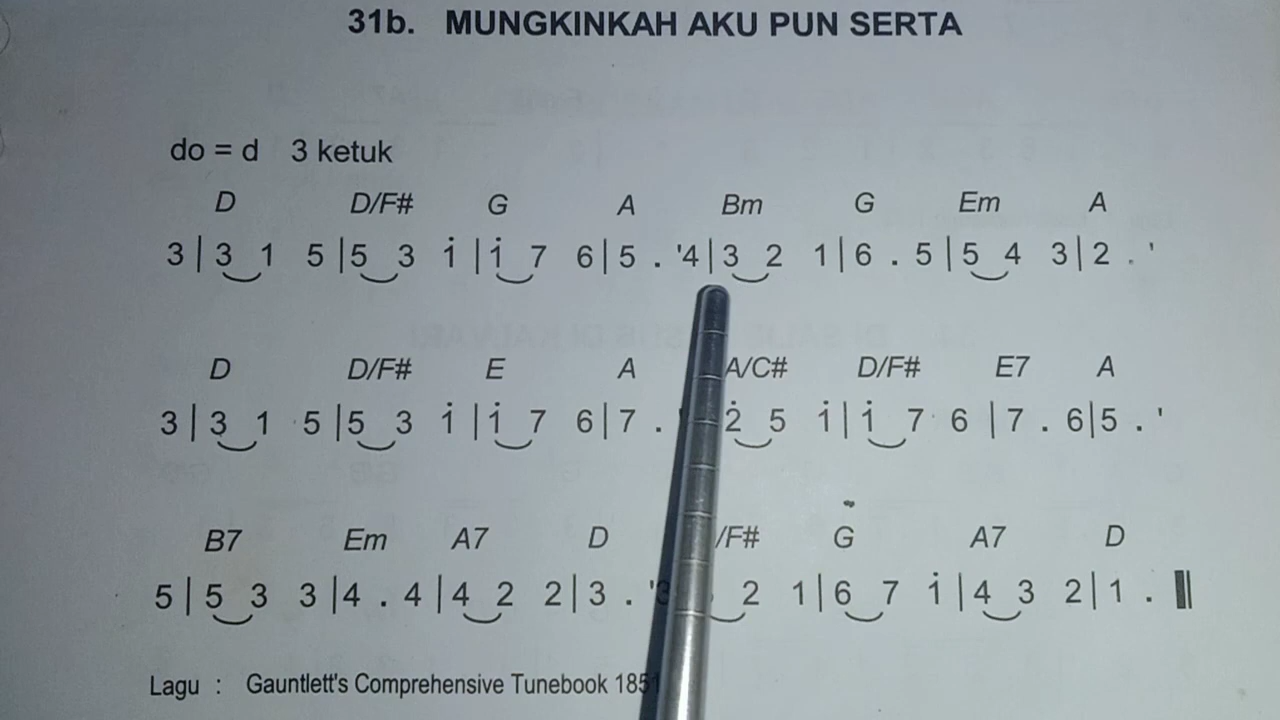 31b. MUNGKINKAH AKU PUN SERTA
do = d 3 ketuk
D D/F# G A Bm G Em A
3 | 3 1 5 | 5 3 i | i 7 6 | 5 . '4 | 3 2 1 | 6 . 5 | 5 4 3 | 2 . '
D D/F# E A A/C# D/F# E7 A
3 | 3 1 5 | 5 3 i | i 7 6 | 7 . ' 2̇ 5 i | i 7 6 | 7 . 6 | 5 . '
B7 Em A7 D /F# G A7 D
5 | 5 3 3 | 4 . 4 | 4 2 2 | 3 . '3 2 1 | 6 7 i | 4 3 2 | 1 . ||
Lagu : Gauntlett's Comprehensive Tunebook 1851